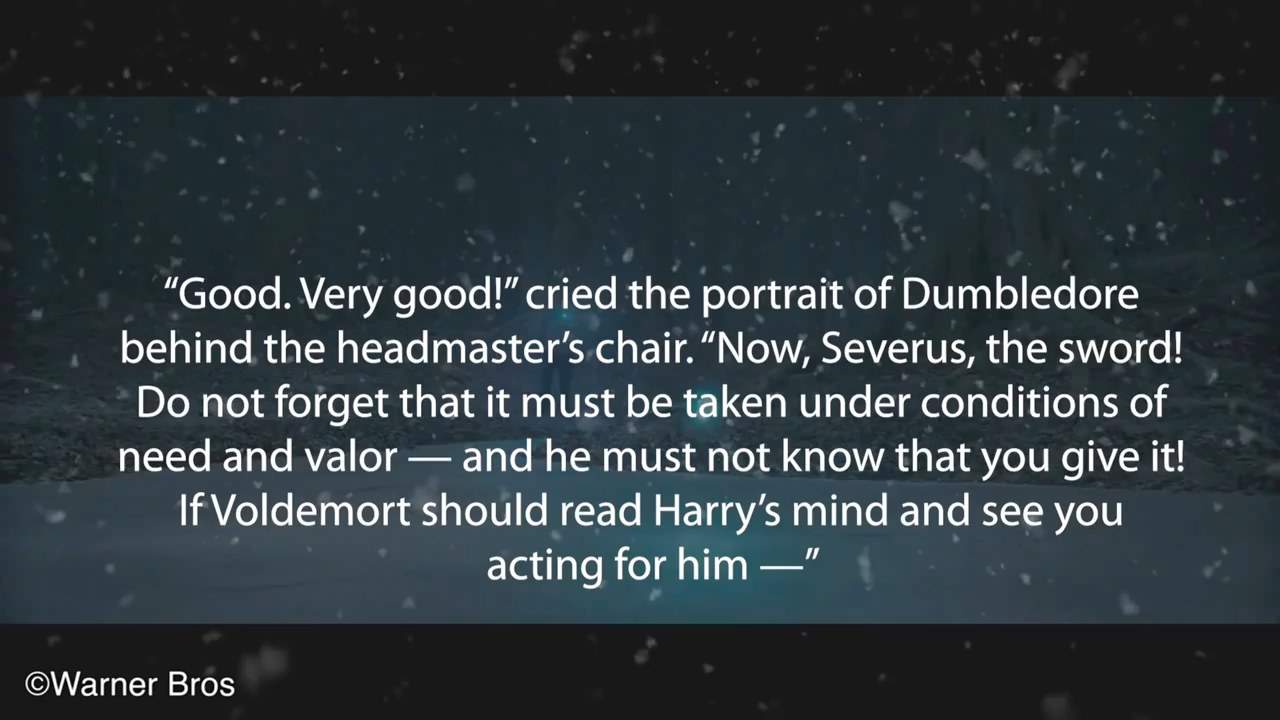 “Good. Very good!” cried the portrait of Dumbledore
behind the headmaster’s chair. “Now, Severus, the sword!
Do not forget that it must be taken under conditions of
need and valor — and he must not know that you give it!
If Voldemort should read Harry’s mind and see you
acting for him —”
©Warner Bros